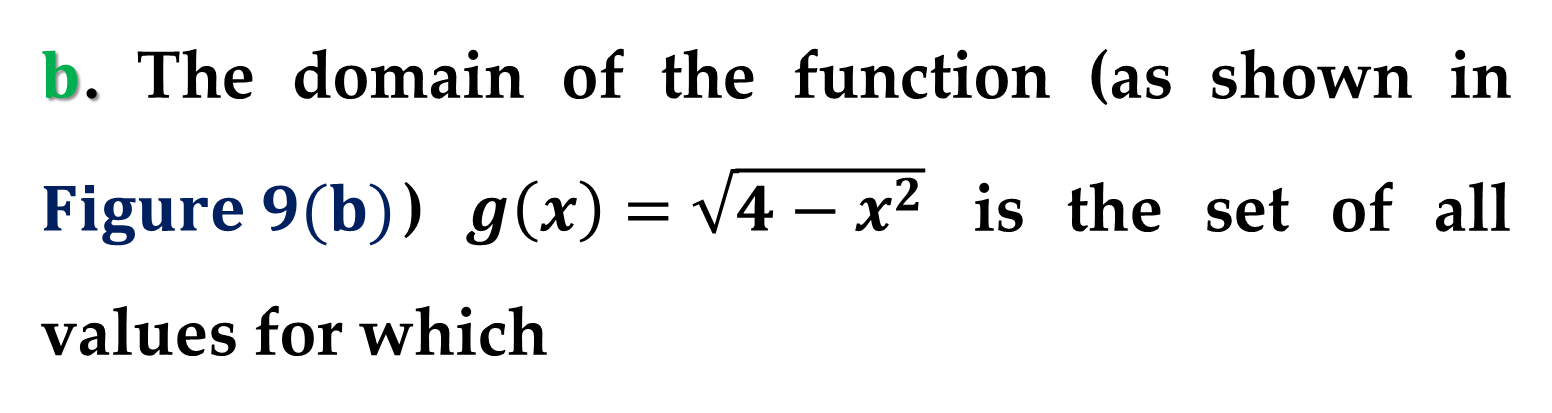 b. The domain of the function (as shown in
Figure 9(b)) g(x) = √4 − x² is the set of all
values for which